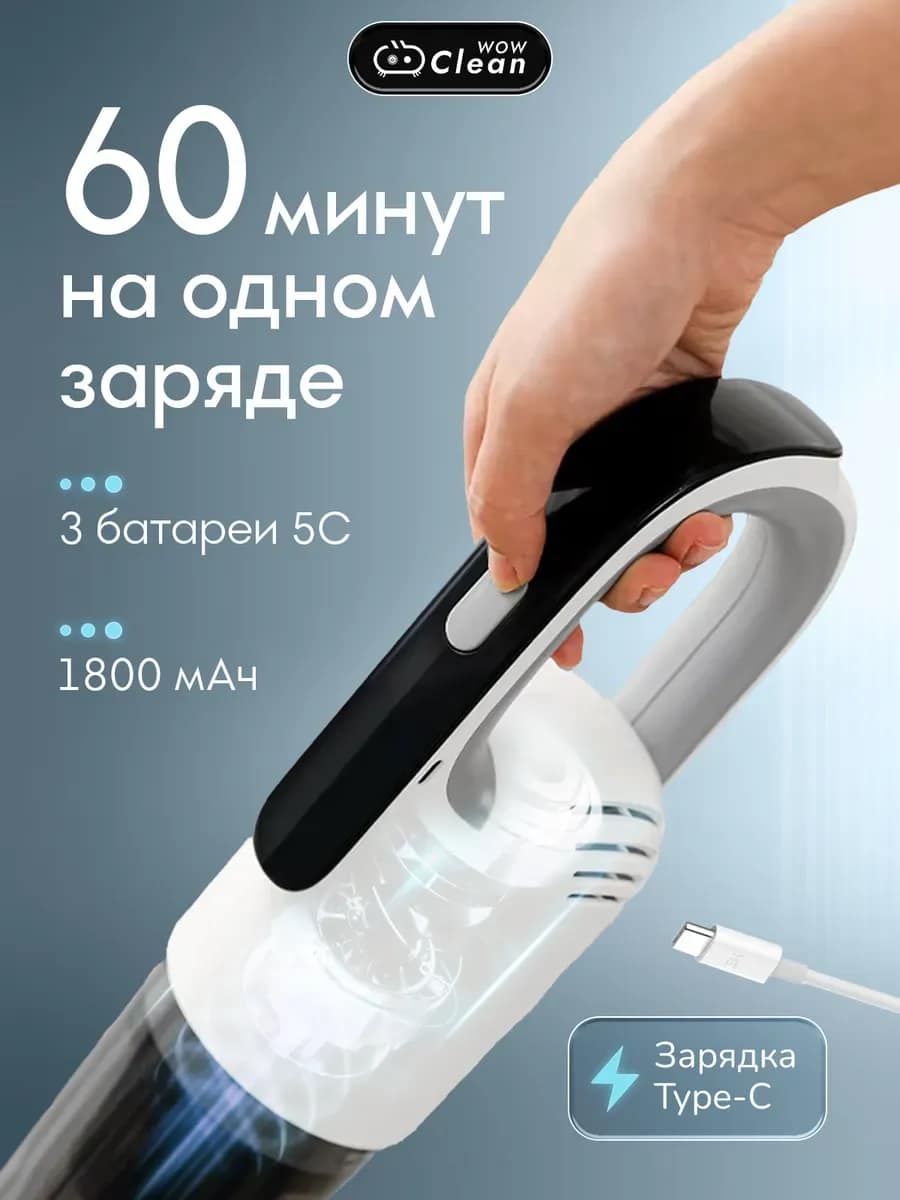 WOW
Clean
60 минут
на одном
заряде
3 батареи 5С
1800 мАч
Зарядка
Type-C